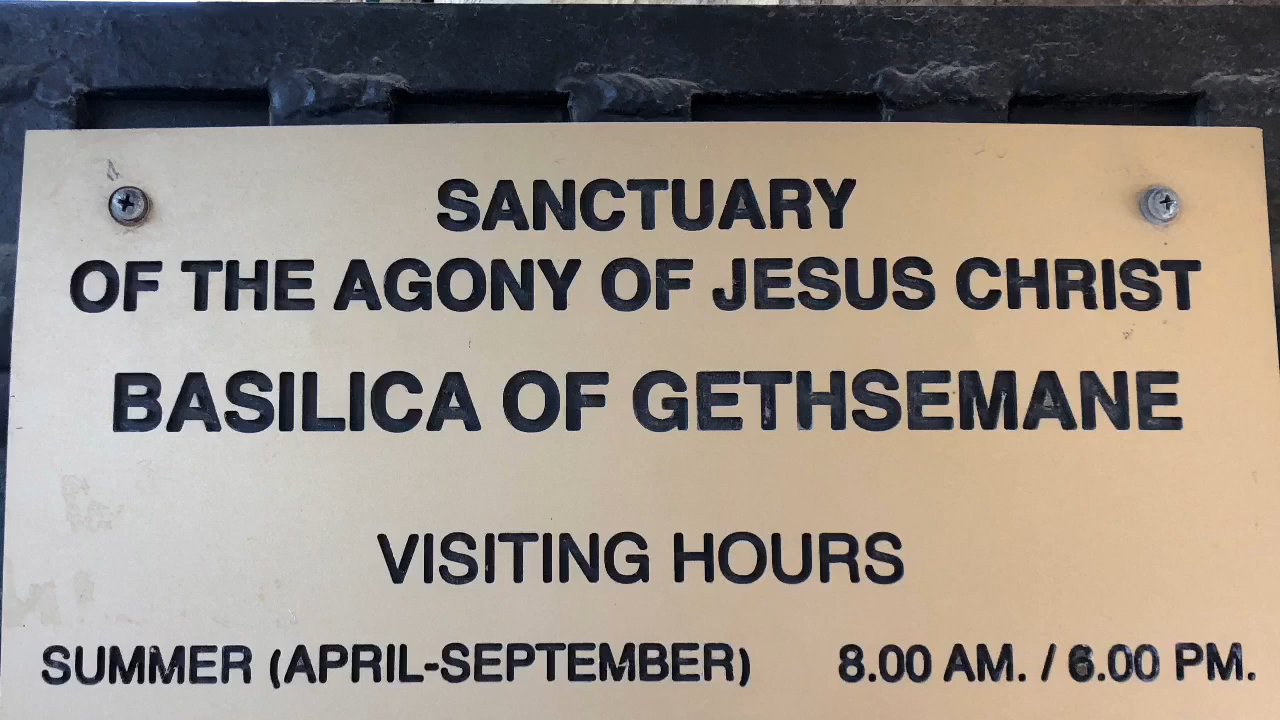 SANCTUARY
OF THE AGONY OF JESUS CHRIST
BASILICA OF GETHSEMANE
VISITING HOURS
SUMMER (APRIL-SEPTEMBER) 8.00 AM. / 6.00 PM.